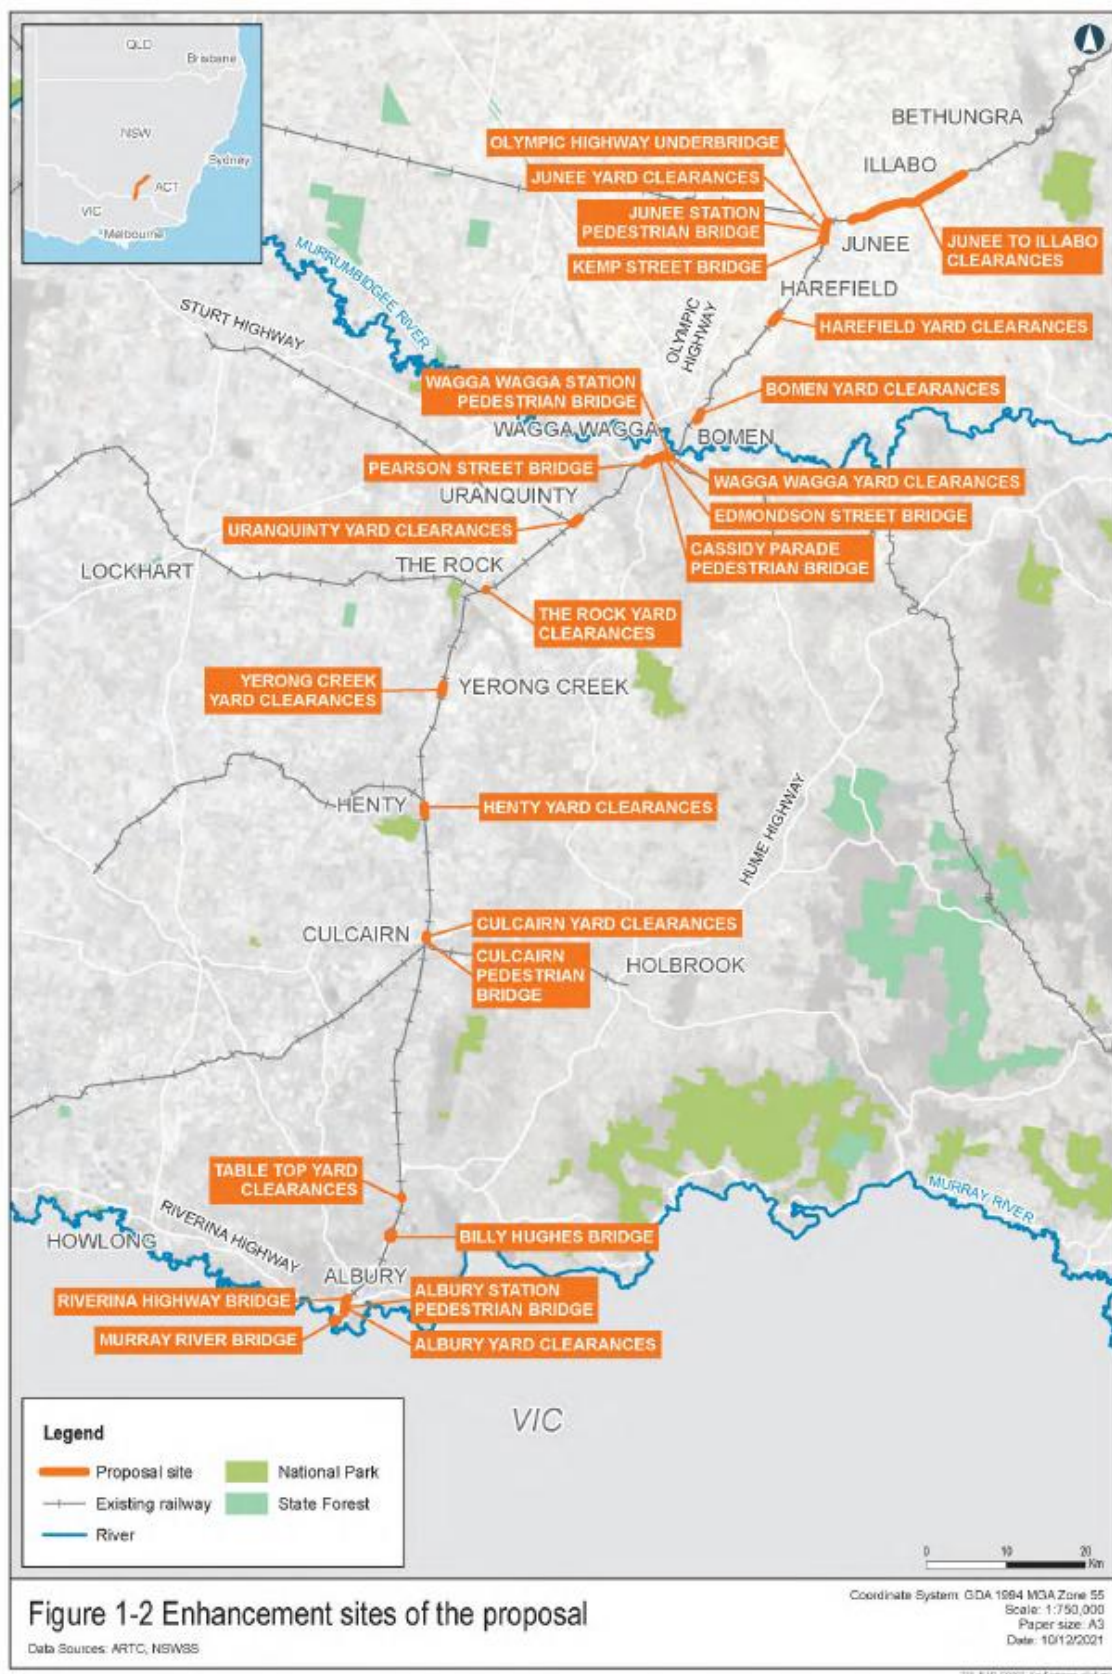 QLD
Brisbane
NSW
Sydney
ACT
VIC
Melbourne
BETHUNGRA
OLYMPIC HIGHWAY UNDERBRIDGE
ILLABO
JUNEE YARD CLEARANCES
JUNEE STATION
PEDESTRIAN BRIDGE
JUNEE
JUNEE TO ILLABO
CLEARANCES
KEMP STREET BRIDGE
MURRUMBIDGEE RIVER
HAREFIELD
STURT HIGHWAY
OLYMPIC
HIGHWAY
HAREFIELD YARD CLEARANCES
WAGGA WAGGA STATION
PEDESTRIAN BRIDGE
BOMEN YARD CLEARANCES
WAGGA WAGGA
BOMEN
PEARSON STREET BRIDGE
WAGGA WAGGA YARD CLEARANCES
URANQUINTY
EDMONDSON STREET BRIDGE
URANQUINTY YARD CLEARANCES
CASSIDY PARADE
PEDESTRIAN BRIDGE
LOCKHART
THE ROCK
THE ROCK YARD
CLEARANCES
YERONG CREEK
YARD CLEARANCES
YERONG CREEK
HENTY
HENTY YARD CLEARANCES
HUME HIGHWAY
CULCAIRN
CULCAIRN YARD CLEARANCES
CULCAIRN
PEDESTRIAN
BRIDGE
HOLBROOK
TABLE TOP YARD
CLEARANCES
MURRAY RIVER
RIVERINA HIGHWAY
HOWLONG
BILLY HUGHES BRIDGE
ALBURY
RIVERINA HIGHWAY BRIDGE
ALBURY STATION
PEDESTRIAN BRIDGE
MURRAY RIVER BRIDGE
ALBURY YARD CLEARANCES
VIC
Legend
Proposal site
National Park
Existing railway
State Forest
River
0 10 20
Km
Figure 1-2 Enhancement sites of the proposal
Data Sources: ARTC, NSWSS
Coordinate System: GDA 1994 MGA Zone 55
Scale: 1:750,000
Paper size: A3
Date: 10/12/2021